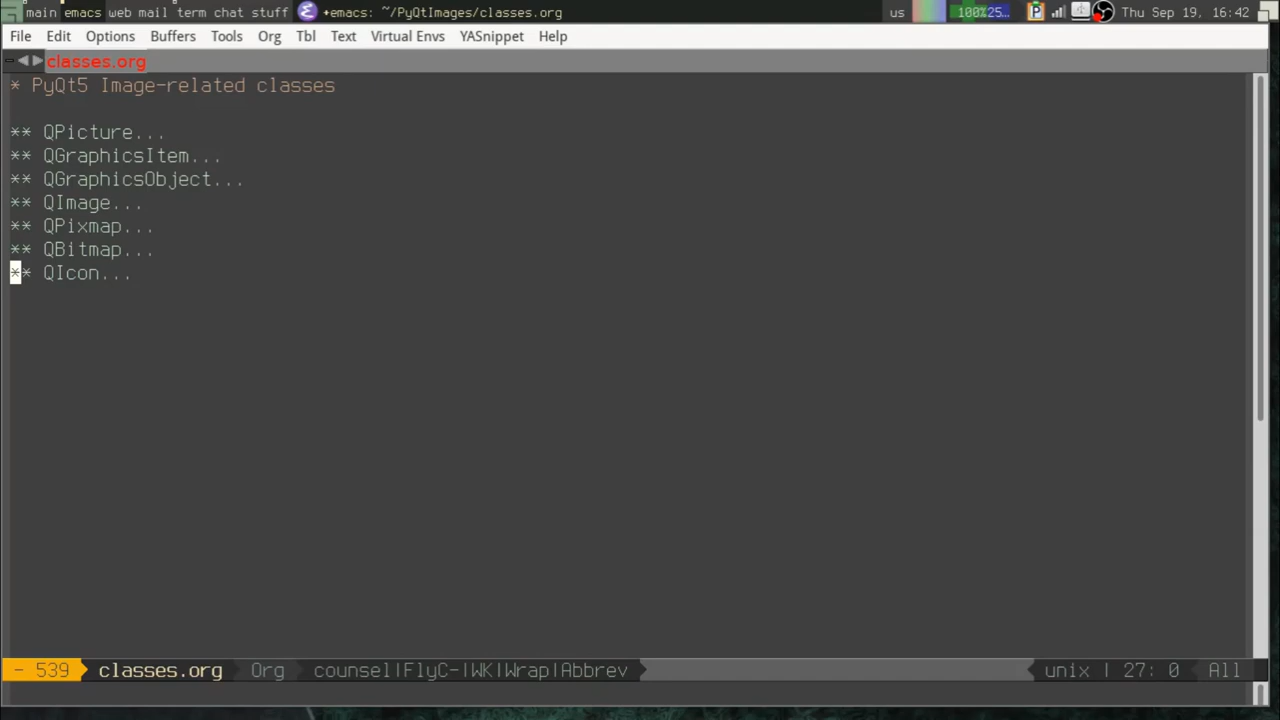 main emacs web mail term chat stuff +emacs: ~/PyQtImages/classes.org us 100%25... P Thu Sep 19, 16:42
File Edit Options Buffers Tools Org Tbl Text Virtual Envs YASnippet Help
classes.org
* PyQt5 Image-related classes
** QPicture...
** QGraphicsItem...
** QGraphicsObject...
** QImage...
** QPixmap...
** QBitmap...
** QIcon...
- 539 classes.org Org counsel|FlyC-|WK|Wrap|Abbrev unix | 27: 0 All